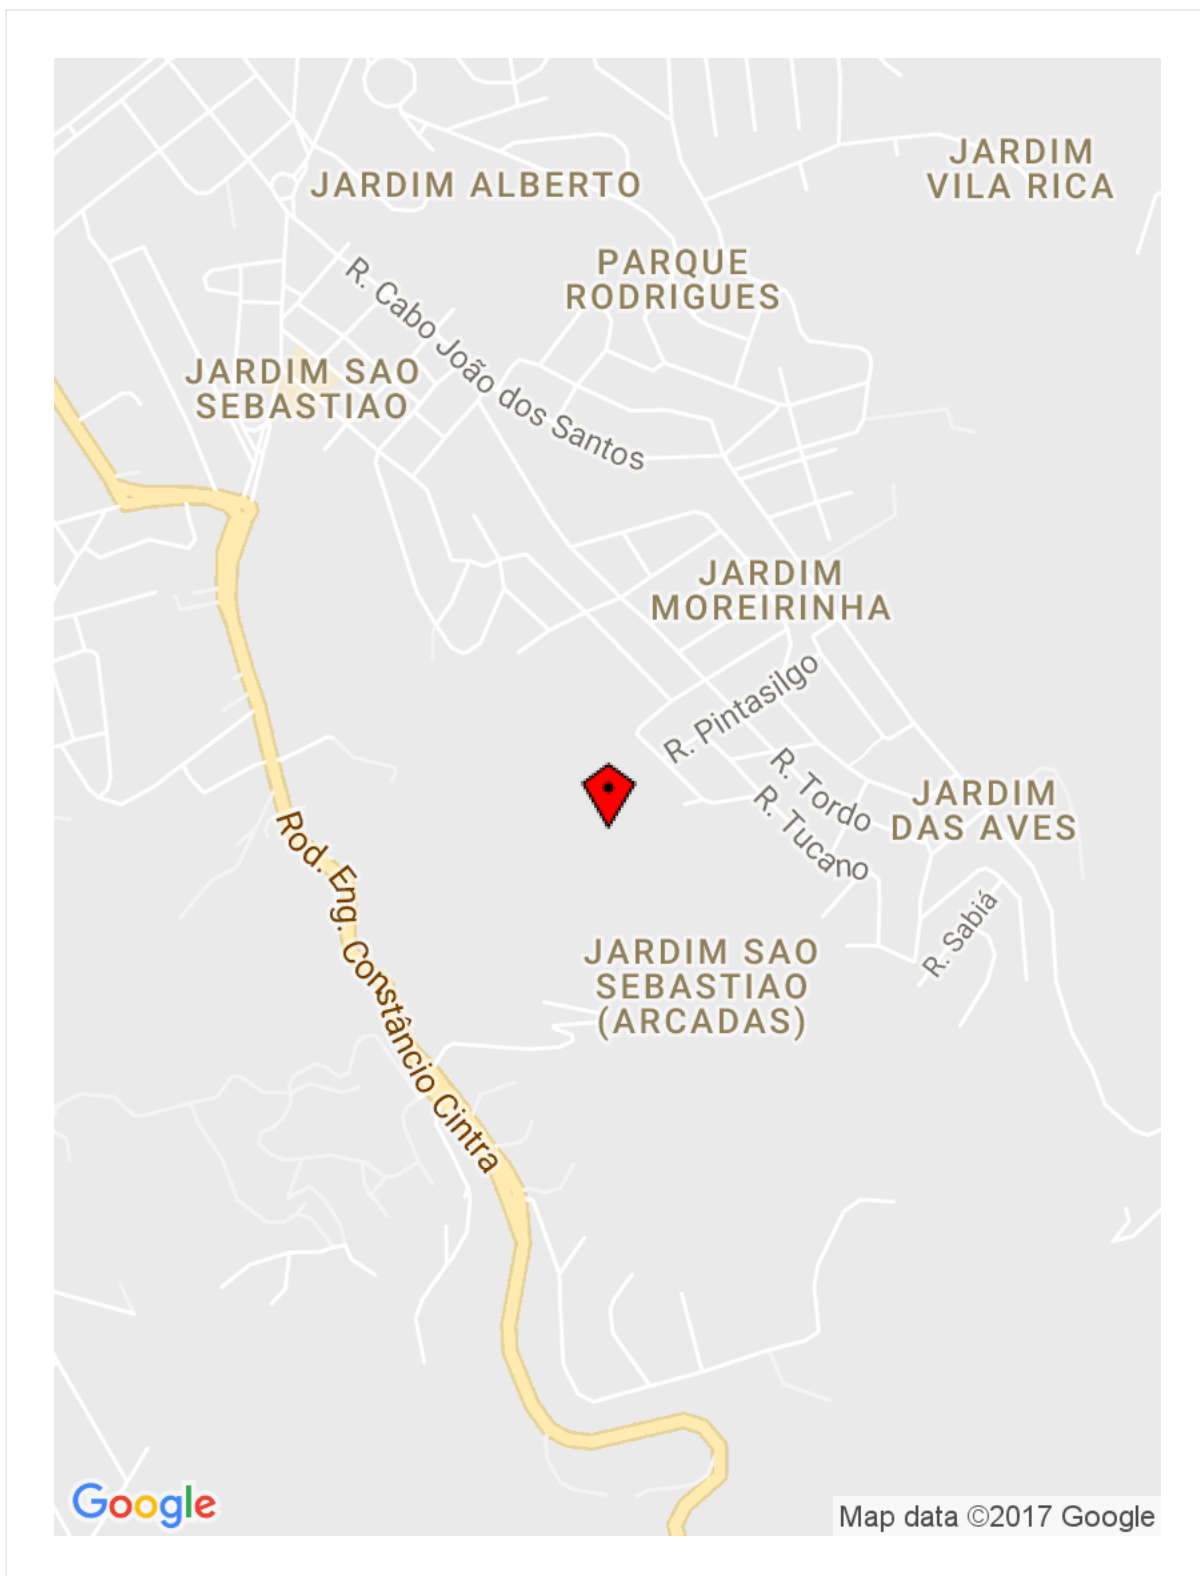 JARDIM
VILA RICA
JARDIM ALBERTO
PARQUE
RODRIGUES
R. Cabo João dos Santos
JARDIM SAO
SEBASTIAO
JARDIM
MOREIRINHA
R. Pintasilgo
R. Tordo
R. Tucano
JARDIM
DAS AVES
Rod. Eng. Constâncio Cintra
R. Sabiá
JARDIM SAO
SEBASTIAO
(ARCADAS)
Google
Map data ©2017 Google